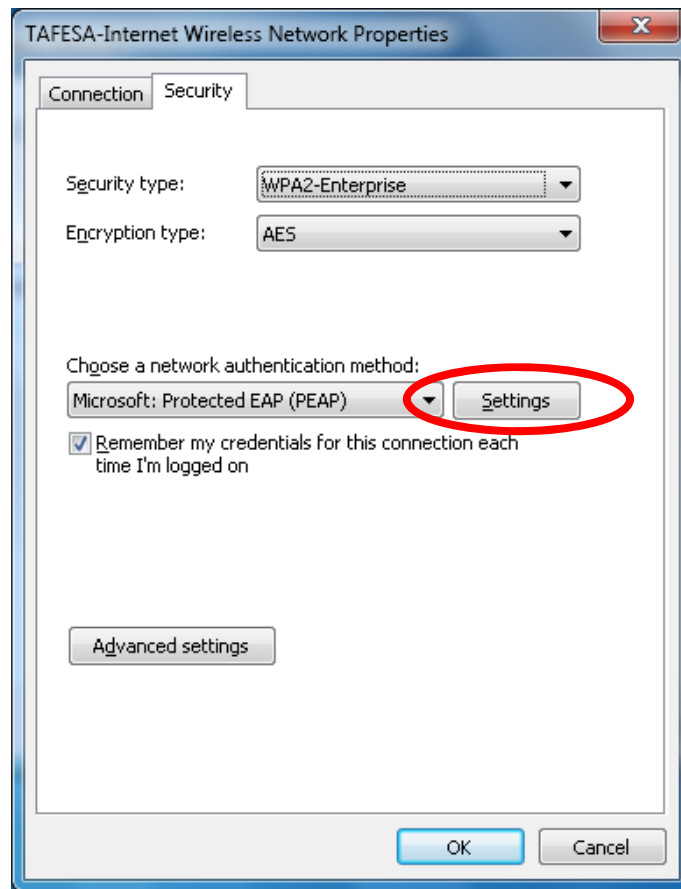 TAFESA-Internet Wireless Network Properties
Connection Security
Security type: WPA2-Enterprise
Encryption type: AES
Choose a network authentication method:
Microsoft: Protected EAP (PEAP) Settings
Remember my credentials for this connection each
time I'm logged on
Advanced settings
OK Cancel